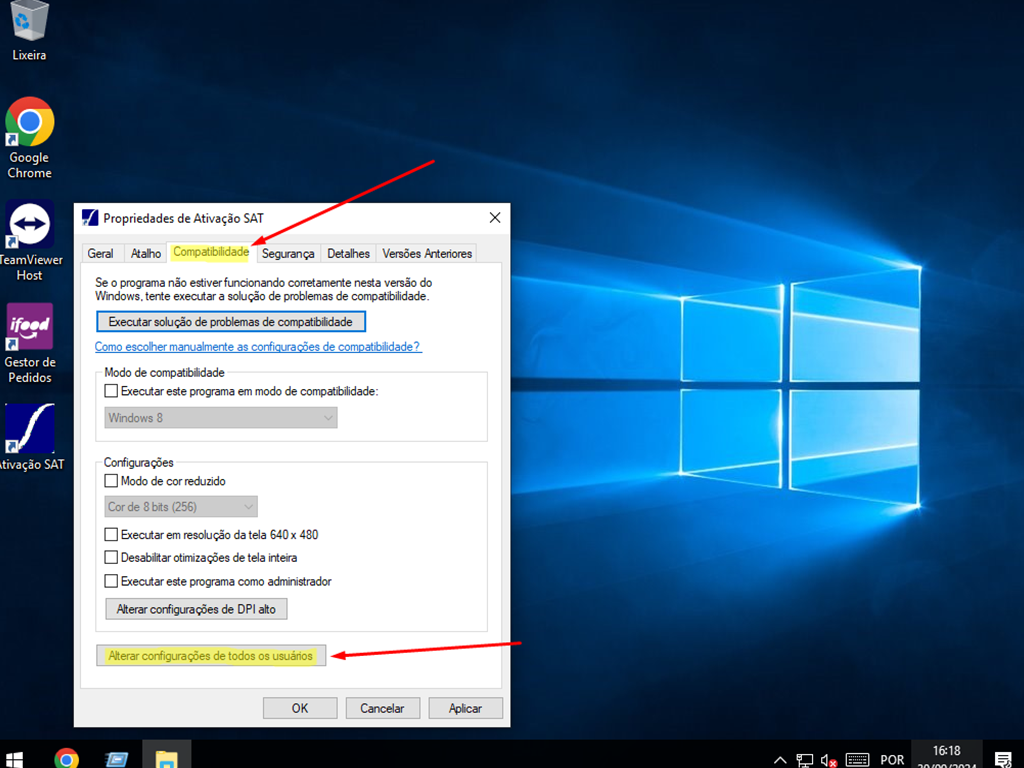 Lixeira
Google
Chrome
TeamViewer
Host
ifood
Gestor de
Pedidos
Ativação SAT
Propriedades de Ativação SAT
Geral
Atalho
Compatibilidade
Segurança
Detalhes
Versões Anteriores
Se o programa não estiver funcionando corretamente nesta versão do
Windows, tente executar a solução de problemas de compatibilidade.
Executar solução de problemas de compatibilidade
Como escolher manualmente as configurações de compatibilidade?
Modo de compatibilidade
Executar este programa em modo de compatibilidade:
Windows 8
Configurações
Modo de cor reduzido
Cor de 8 bits (256)
Executar em resolução da tela 640 x 480
Desabilitar otimizações de tela inteira
Executar este programa como administrador
Alterar configurações de DPI alto
Alterar configurações de todos os usuários
OK
Cancelar
Aplicar
POR
16:18